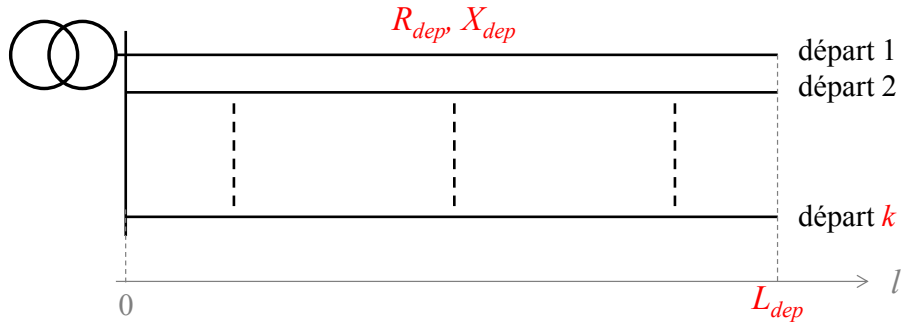 R_dep, X_dep
départ 1
départ 2
départ k
0
L_dep
l